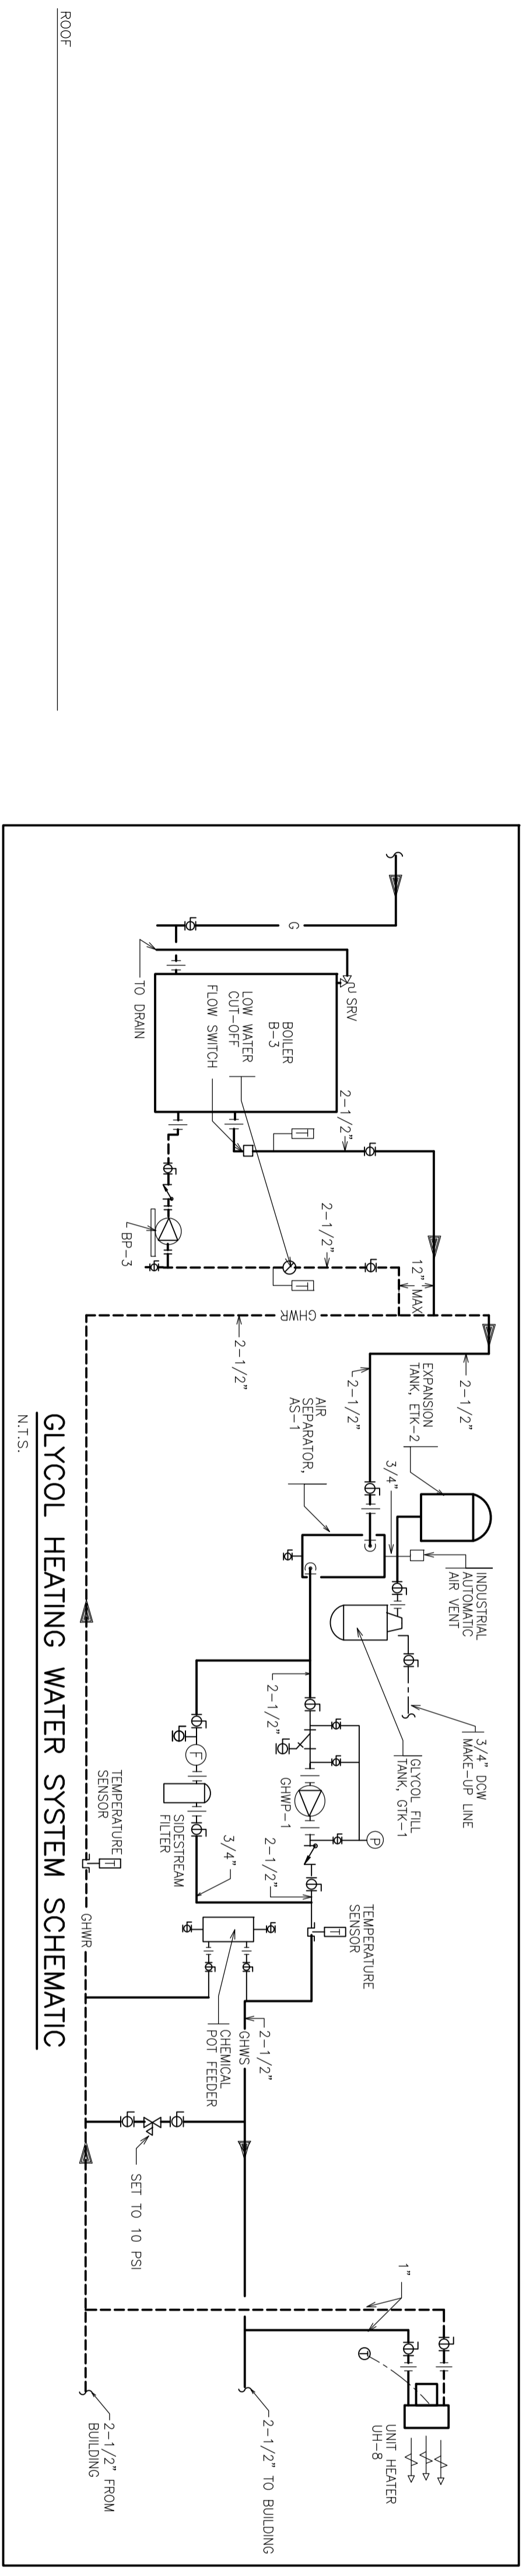 ROOF
G
TO DRAIN
SRV
BOILER
B-3
LOW WATER
CUT-OFF
FLOW SWITCH
2-1/2"
T
BP-3
2-1/2"
T
12" MAX
GHWR
2-1/2"
2-1/2"
2-1/2"
EXPANSION
TANK, ETK-2
AIR
SEPARATOR,
AS-1
3/4"
INDUSTRIAL
AUTOMATIC
AIR VENT
3/4" DCW
MAKE-UP LINE
GLYCOL FILL
TANK, GTK-1
2-1/2"
GHWP-1
P
F
SIDESTREAM
FILTER
3/4"
2-1/2"
TEMPERATURE
SENSOR
T
TEMPERATURE
SENSOR
T
GHWR
CHEMICAL
POT FEEDER
GHWS
2-1/2"
SET TO 10 PSI
1"
T
UNIT HEATER
UH-8
2-1/2" TO BUILDING
2-1/2" FROM
BUILDING
GLYCOL HEATING WATER SYSTEM SCHEMATIC
N.T.S.